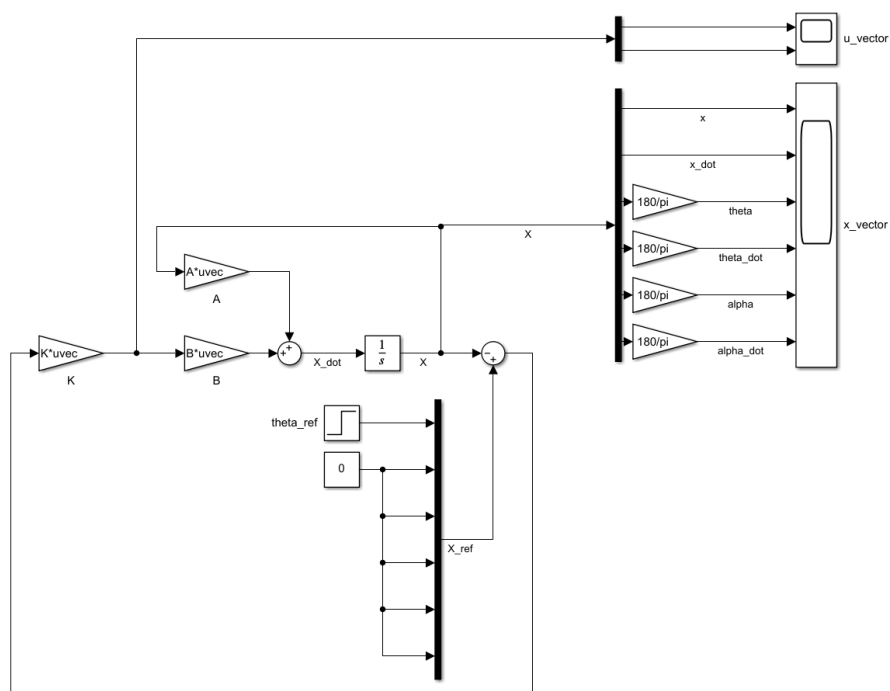 u_vector
x
x_dot
180/pi
theta
x_vector
X
180/pi
theta_dot
A*uvec
A
180/pi
alpha
+
+
K*uvec
K
B*uvec
B
X_dot
1
s
X
-
+
180/pi
alpha_dot
theta_ref
0
X_ref